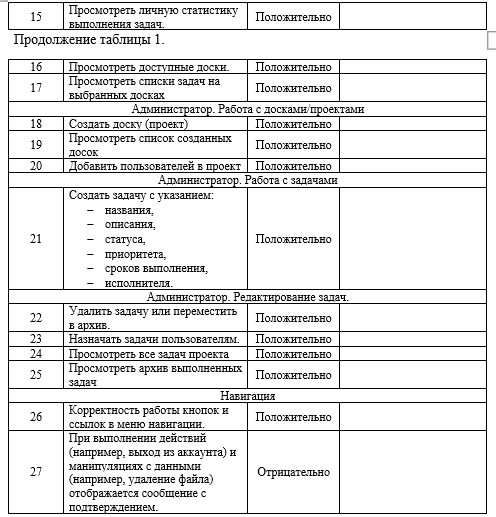 15 Просмотреть личную статистику Положительно
выполнения задач.
Продолжение таблицы 1.
16 Просмотреть доступные доски. Положительно
17 Просмотреть списки задач на Положительно
выбранных досках
Администратор. Работа с досками/проектами
18 Создать доску (проект) Положительно
19 Просмотреть список созданных Положительно
досок
20 Добавить пользователей в проект Положительно
Администратор. Работа с задачами
Создать задачу с указанием:
– названия,
– описания,
21 – статуса, Положительно
– приоритета,
– сроков выполнения,
– исполнителя.
Администратор. Редактирование задач.
22 Удалить задачу или переместить Положительно
в архив.
23 Назначать задачи пользователям. Положительно
24 Просмотреть все задач проекта Положительно
25 Просмотреть архив выполненных Положительно
задач
Навигация
26 Корректность работы кнопок и Положительно
ссылок в меню навигации.
При выполнении действий
(например, выход из аккаунта) и
27 манипуляциях с данными Отрицательно
(например, удаление файла)
отображается сообщение с
подтверждением.